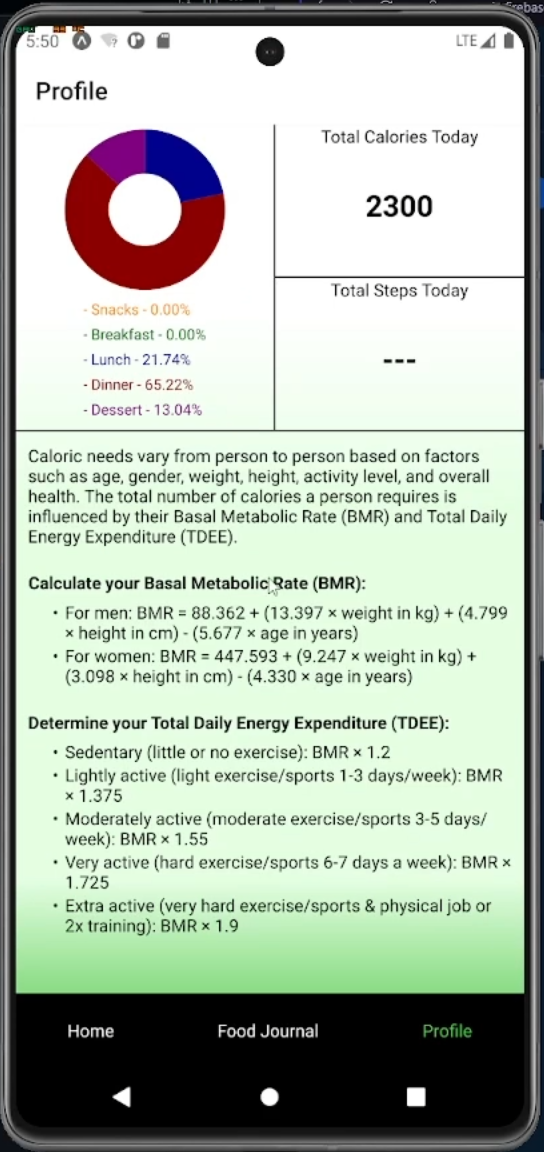 5:50
LTE
Profile
Total Calories Today
2300
Total Steps Today
---
- Snacks - 0.00%
- Breakfast - 0.00%
- Lunch - 21.74%
- Dinner - 65.22%
- Dessert - 13.04%
Caloric needs vary from person to person based on factors
such as age, gender, weight, height, activity level, and overall
health. The total number of calories a person requires is
influenced by their Basal Metabolic Rate (BMR) and Total Daily
Energy Expenditure (TDEE).
Calculate your Basal Metabolic Rate (BMR):
• For men: BMR = 88.362 + (13.397 × weight in kg) + (4.799
× height in cm) - (5.677 × age in years)
• For women: BMR = 447.593 + (9.247 × weight in kg) +
(3.098 × height in cm) - (4.330 × age in years)
Determine your Total Daily Energy Expenditure (TDEE):
• Sedentary (little or no exercise): BMR × 1.2
• Lightly active (light exercise/sports 1-3 days/week): BMR
× 1.375
• Moderately active (moderate exercise/sports 3-5 days/
week): BMR × 1.55
• Very active (hard exercise/sports 6-7 days a week): BMR ×
1.725
• Extra active (very hard exercise/sports & physical job or
2x training): BMR × 1.9
Home
Food Journal
Profile